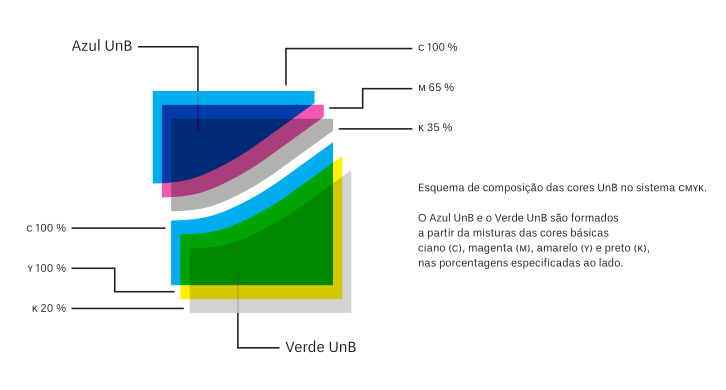 Azul UnB
C 100 %
M 65 %
K 35 %
C 100 %
Y 100 %
K 20 %
Verde UnB
Esquema de composição das cores UnB no sistema CMYK.
O Azul UnB e o Verde UnB são formados
a partir da misturas das cores básicas
ciano (C), magenta (M), amarelo (Y) e preto (K),
nas porcentagens especificadas ao lado.